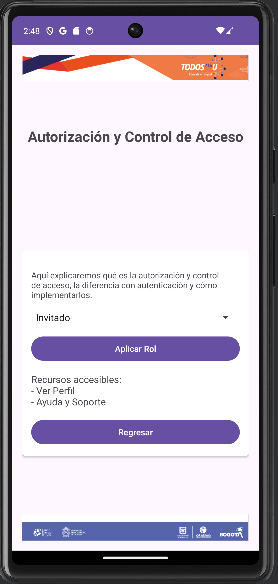 2:48
TODOS
Autorización y Control de Acceso
Aquí explicaremos qué es la autorización y control
de acceso, la diferencia con autenticación y cómo
implementarlos.
Invitado
Aplicar Rol
Recursos accesibles:
- Ver Perfil
- Ayuda y Soporte
Regresar
BOGOTÁ